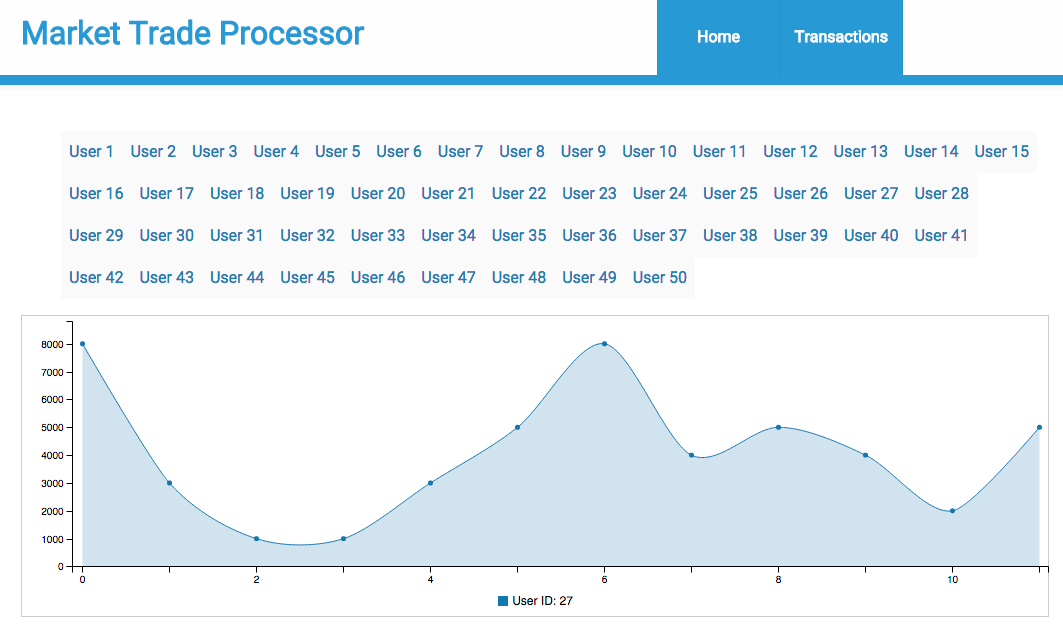 Market Trade Processor
Home Transactions
User 1 User 2 User 3 User 4 User 5 User 6 User 7 User 8 User 9 User 10 User 11 User 12 User 13 User 14 User 15
User 16 User 17 User 18 User 19 User 20 User 21 User 22 User 23 User 24 User 25 User 26 User 27 User 28
User 29 User 30 User 31 User 32 User 33 User 34 User 35 User 36 User 37 User 38 User 39 User 40 User 41
User 42 User 43 User 44 User 45 User 46 User 47 User 48 User 49 User 50
8000
7000
6000
5000
4000
3000
2000
1000
0
0 2 4 6 8 10
User ID: 27